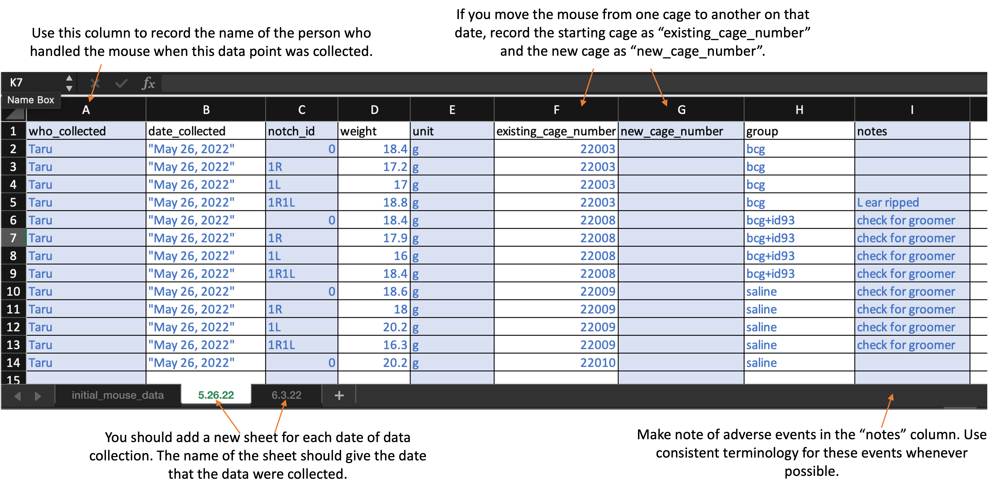 If you move the mouse from one cage to another on that
date, record the starting cage as “existing_cage_number”
and the new cage as “new_cage_number”.
Use this column to record the name of the person who
handled the mouse when this data point was collected.
K7 fx
Name Box
A B C D E F G H I
1 who_collected date_collected notch_id weight unit existing_cage_number new_cage_number group notes
2 Taru "May 26, 2022" 0 18.4 g 22003 bcg
3 Taru "May 26, 2022" 1R 17.2 g 22003 bcg
4 Taru "May 26, 2022" 1L 17 g 22003 bcg
5 Taru "May 26, 2022" 1R1L 18.8 g 22003 bcg L ear ripped
6 Taru "May 26, 2022" 0 18.4 g 22008 bcg+id93 check for groomer
7 Taru "May 26, 2022" 1R 17.9 g 22008 bcg+id93 check for groomer
8 Taru "May 26, 2022" 1L 16 g 22008 bcg+id93 check for groomer
9 Taru "May 26, 2022" 1R1L 18.4 g 22008 bcg+id93 check for groomer
10 Taru "May 26, 2022" 0 18.6 g 22009 saline check for groomer
11 Taru "May 26, 2022" 1R 18 g 22009 saline check for groomer
12 Taru "May 26, 2022" 1L 20.2 g 22009 saline check for groomer
13 Taru "May 26, 2022" 1R1L 16.3 g 22009 saline check for groomer
14 Taru "May 26, 2022" 0 20.2 g 22010 saline
15
initial_mouse_data 5.26.22 6.3.22 +
You should add a new sheet for each date of data
collection. The name of the sheet should give the date
that the data were collected.
Make note of adverse events in the “notes” column. Use
consistent terminology for these events whenever
possible.